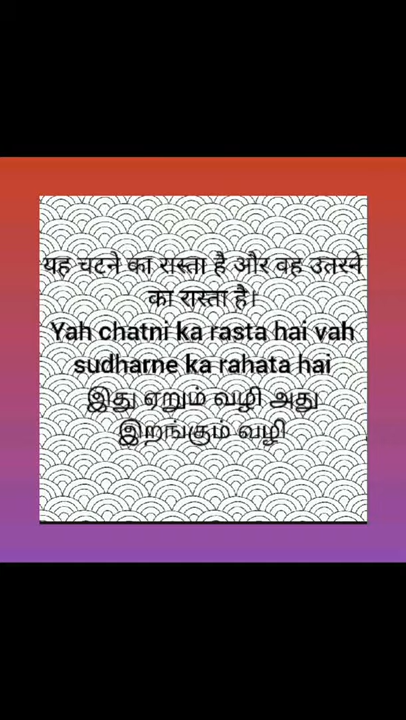 यह चटने का रास्ता है और वह उतरने
का रास्ता है।
Yah chatni ka rasta hai vah
sudharne ka rahata hai
இது ஏறும் வழி அது
இறங்கும் வழி